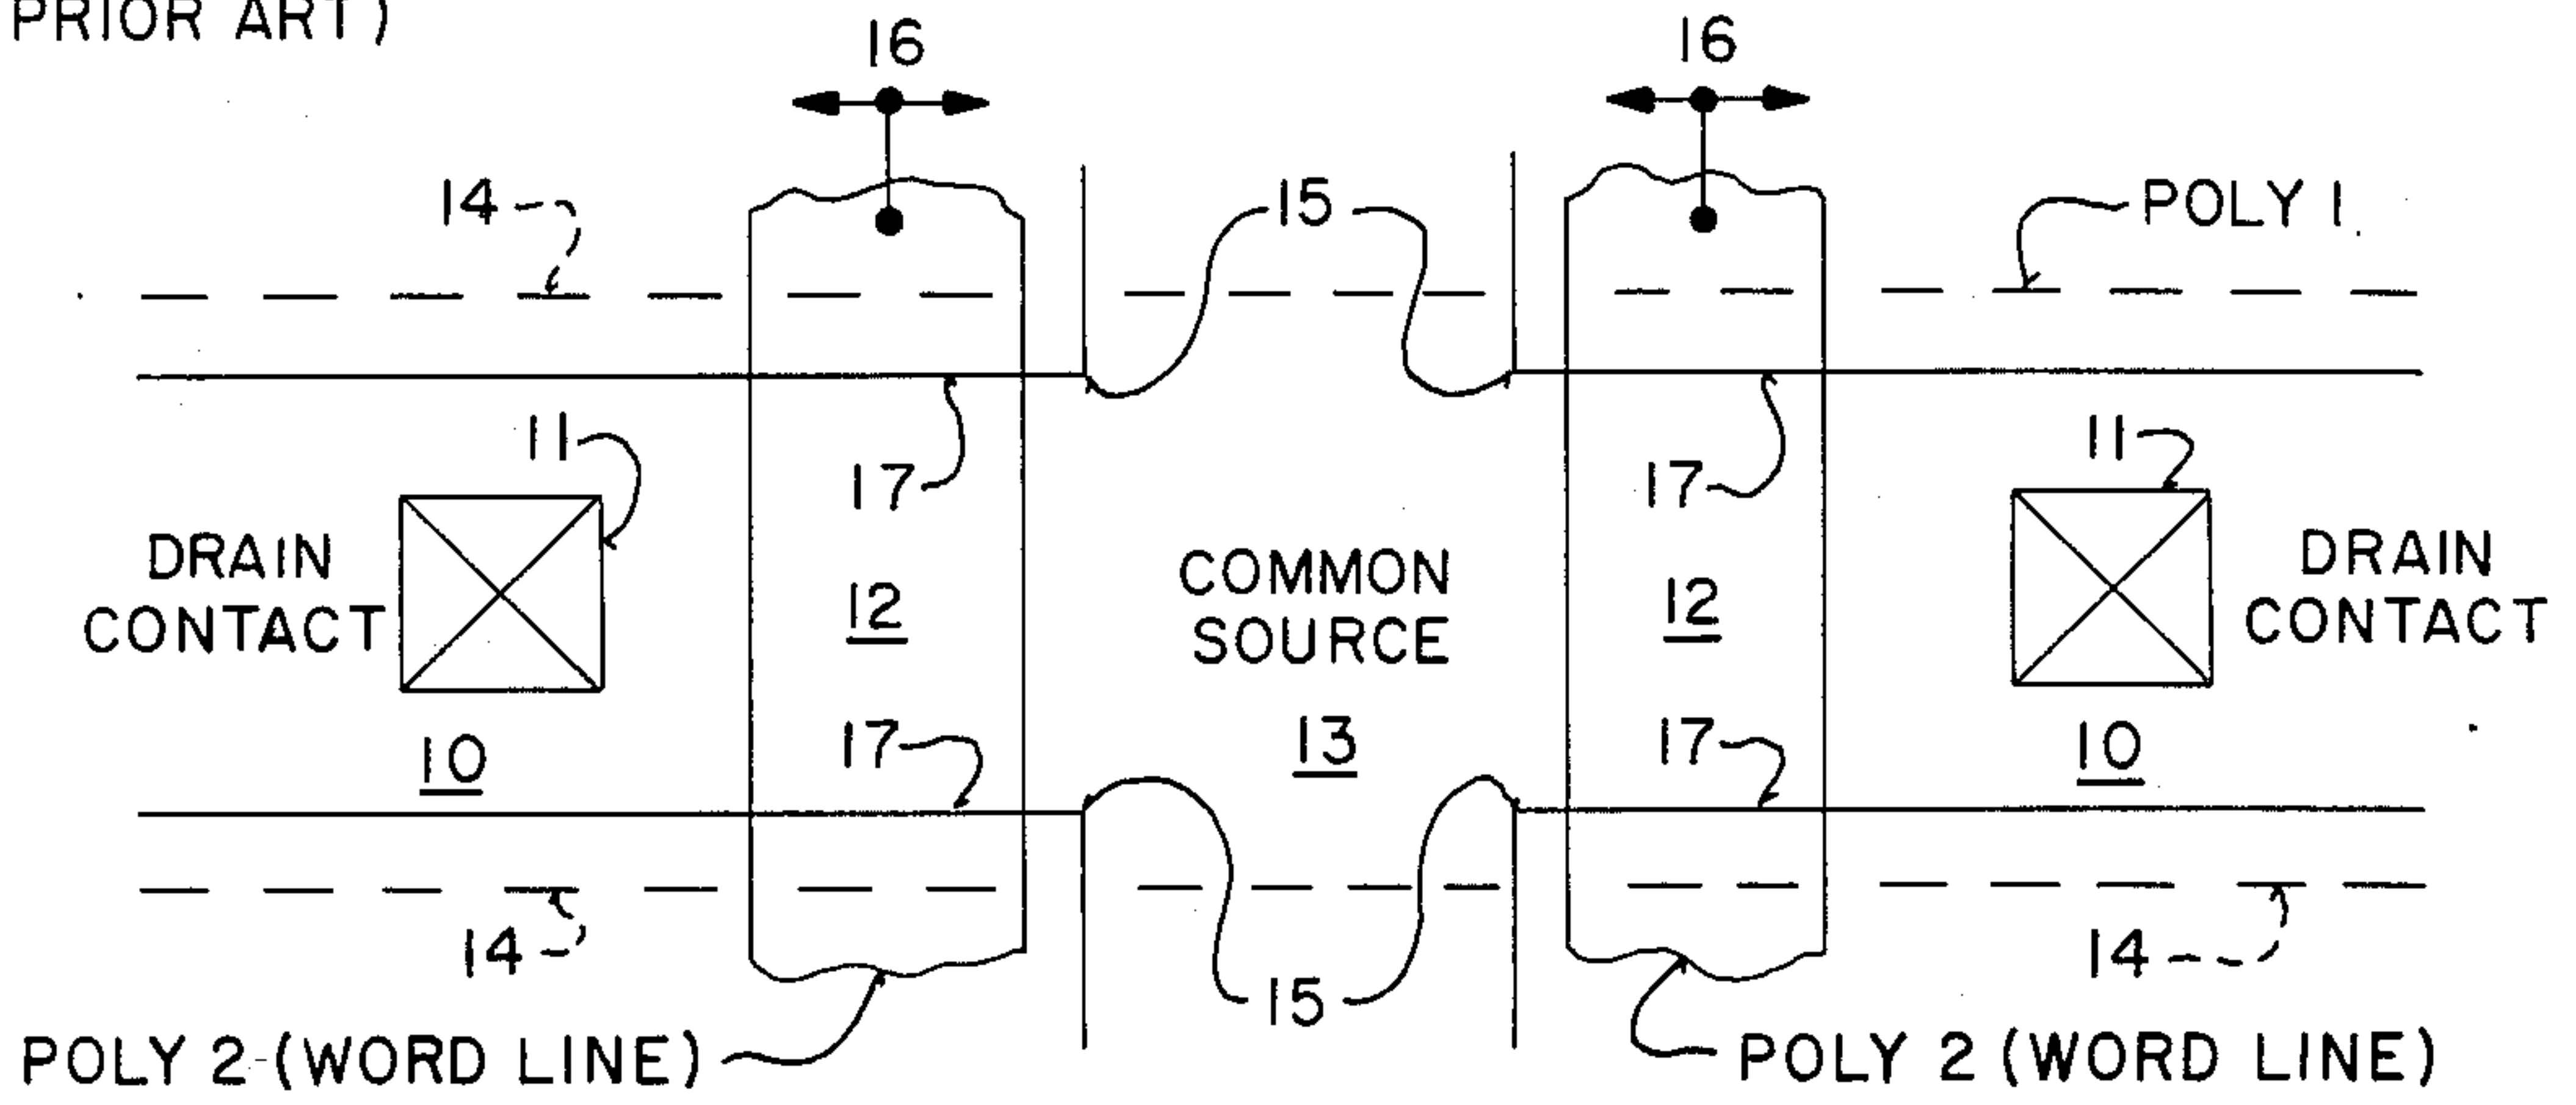 PRIOR ART)
16
16
14
15
POLY 1
11
17
17
11
DRAIN
CONTACT
12
COMMON
SOURCE
12
DRAIN
CONTACT
10
17
13
17
10
14
15
14
POLY 2 (WORD LINE)
POLY 2 (WORD LINE)